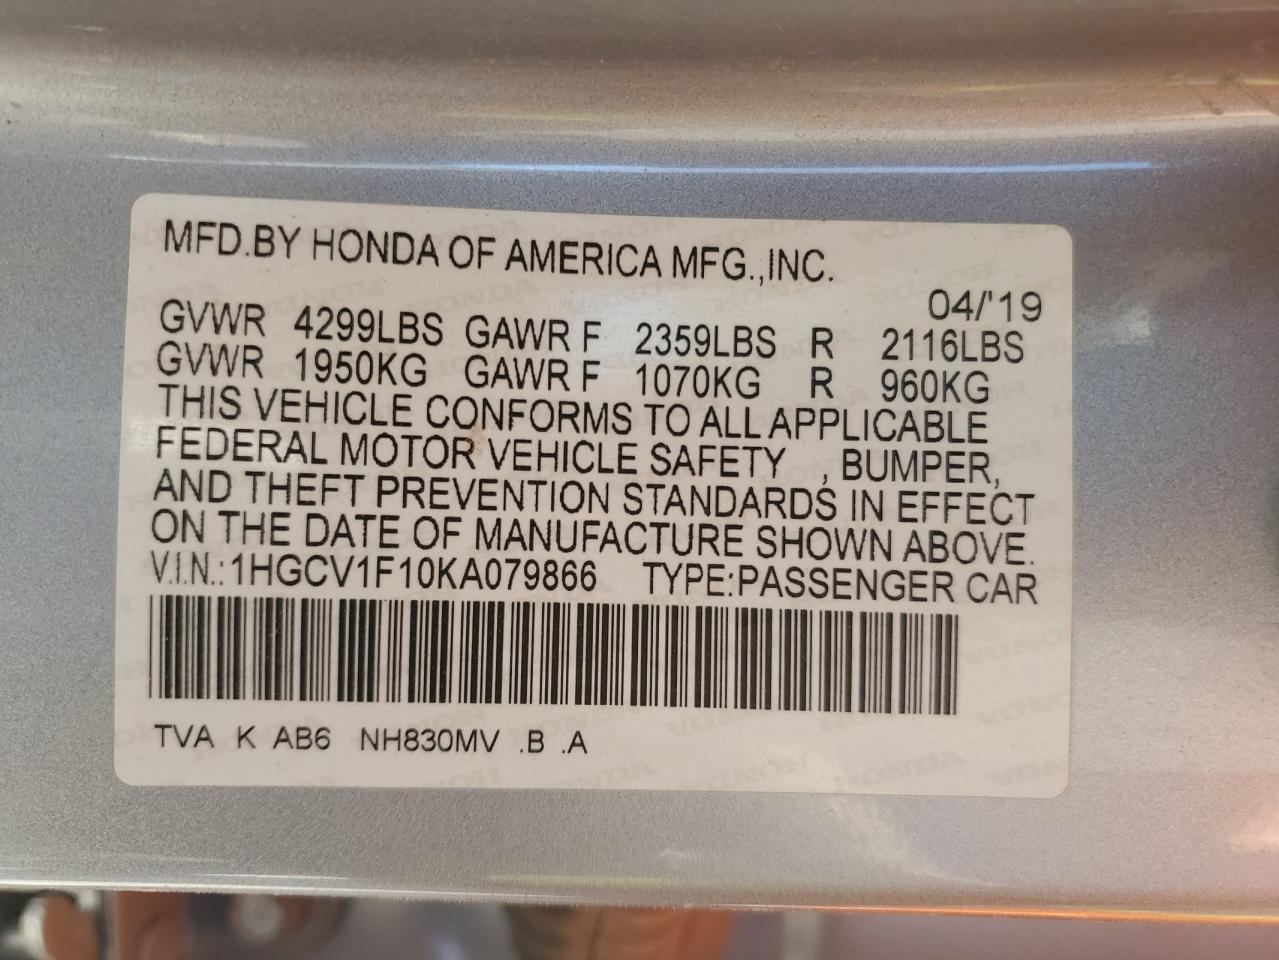 MFD.BY HONDA OF AMERICA MFG.,INC.
04/'19
GVWR 4299LBS GAWR F 2359LBS R 2116LBS
GVWR 1950KG GAWR F 1070KG R 960KG
THIS VEHICLE CONFORMS TO ALL APPLICABLE
FEDERAL MOTOR VEHICLE SAFETY , BUMPER,
AND THEFT PREVENTION STANDARDS IN EFFECT
ON THE DATE OF MANUFACTURE SHOWN ABOVE.
V.I.N.:1HGCV1F10KA079866 TYPE:PASSENGER CAR
TVA K AB6 NH830MV .B .A